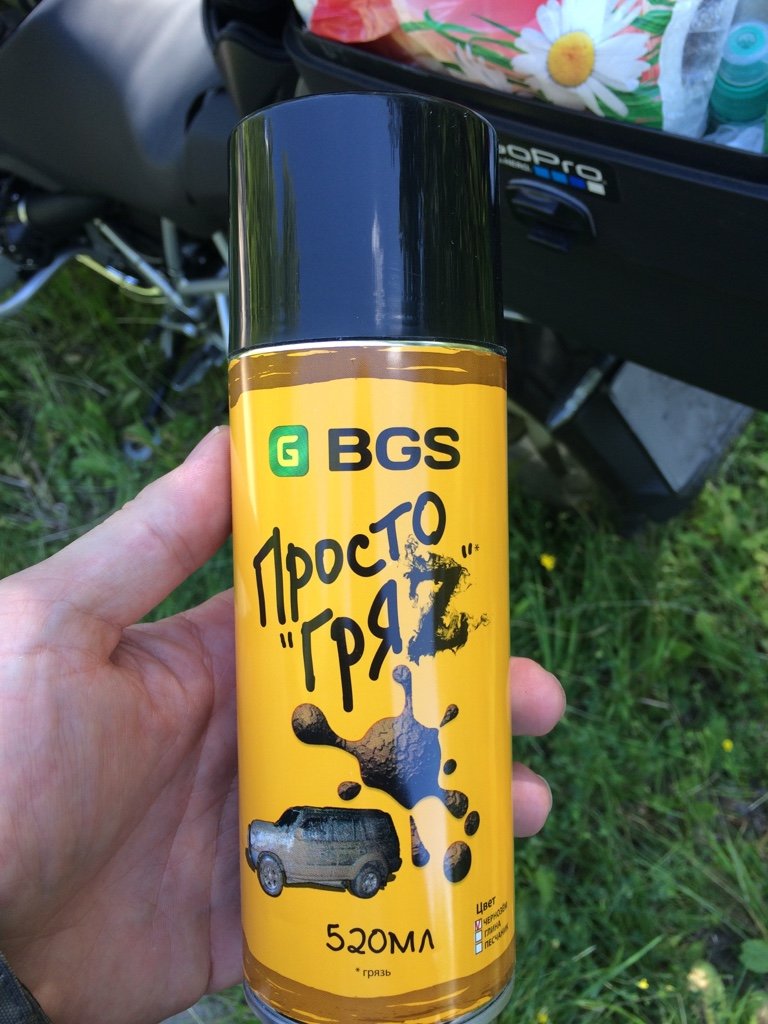 GoPro
G BGS
Просто
"ГРЯZ"*
Цвет
ЧЕРНОЗЁМ
ГЛИНА
ПЕСЧАНИК
520МЛ
* грязь